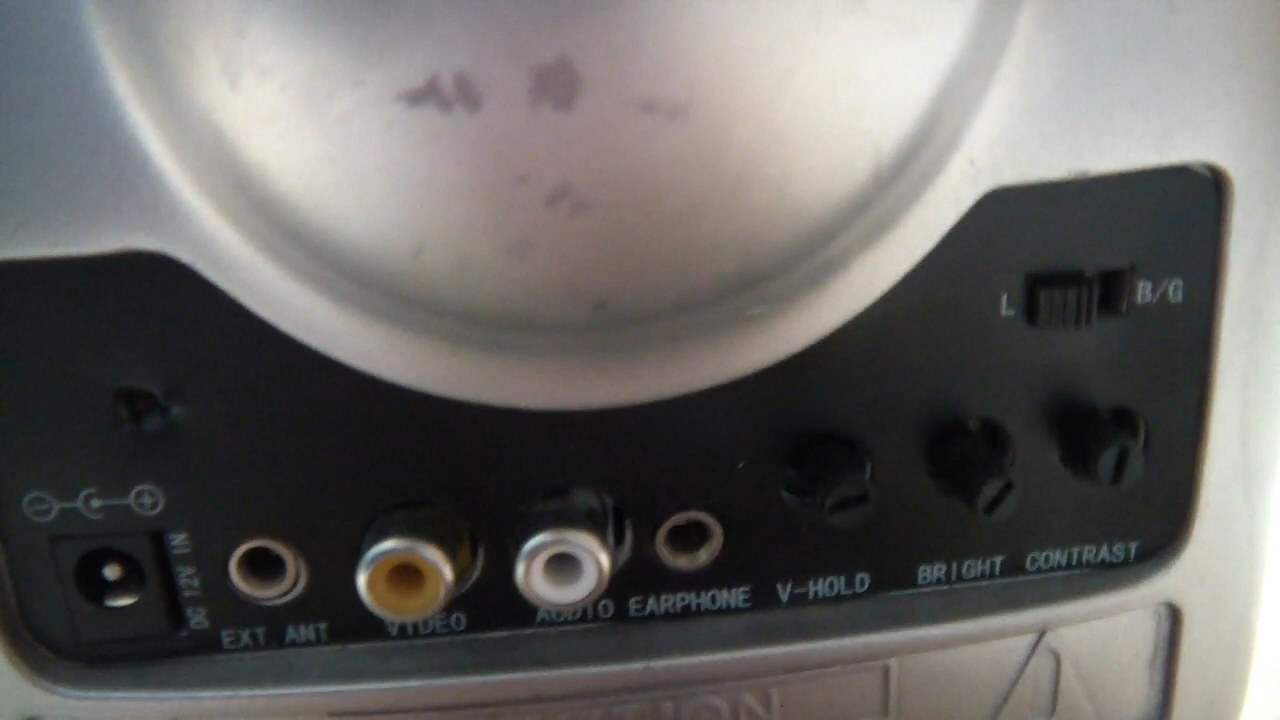 L B/G
DC 12V IN
EXT. ANT VIDEO AUDIO EARPHONE V-HOLD BRIGHT CONTRAST